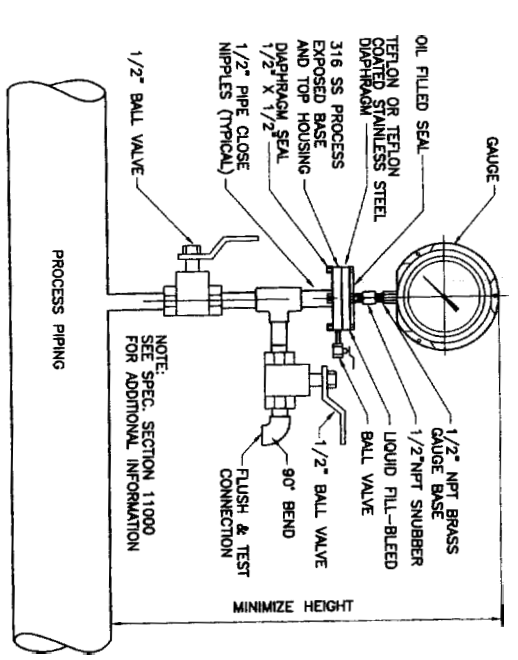 GAUGE
OIL FILLED SEAL
TEFLON OR TEFLON
COATED STAINLESS STEEL
DIAPHRAGM
316 SS PROCESS
EXPOSED BASE
AND TOP HOUSING
DIAPHRAGM SEAL
1/2" X 1/2"
1/2" PIPE CLOSE
NIPPLES (TYPICAL)
1/2" BALL VALVE
1/2" NPT BRASS
GAUGE BASE
1/2"NPT SNUBBER
LIQUID FILL-BLEED
BALL VALVE
1/2" BALL VALVE
90° BEND
FLUSH & TEST
CONNECTION
NOTE:
SEE SPEC. SECTION 11000
FOR ADDITIONAL INFORMATION
PROCESS PIPING
MINIMIZE HEIGHT